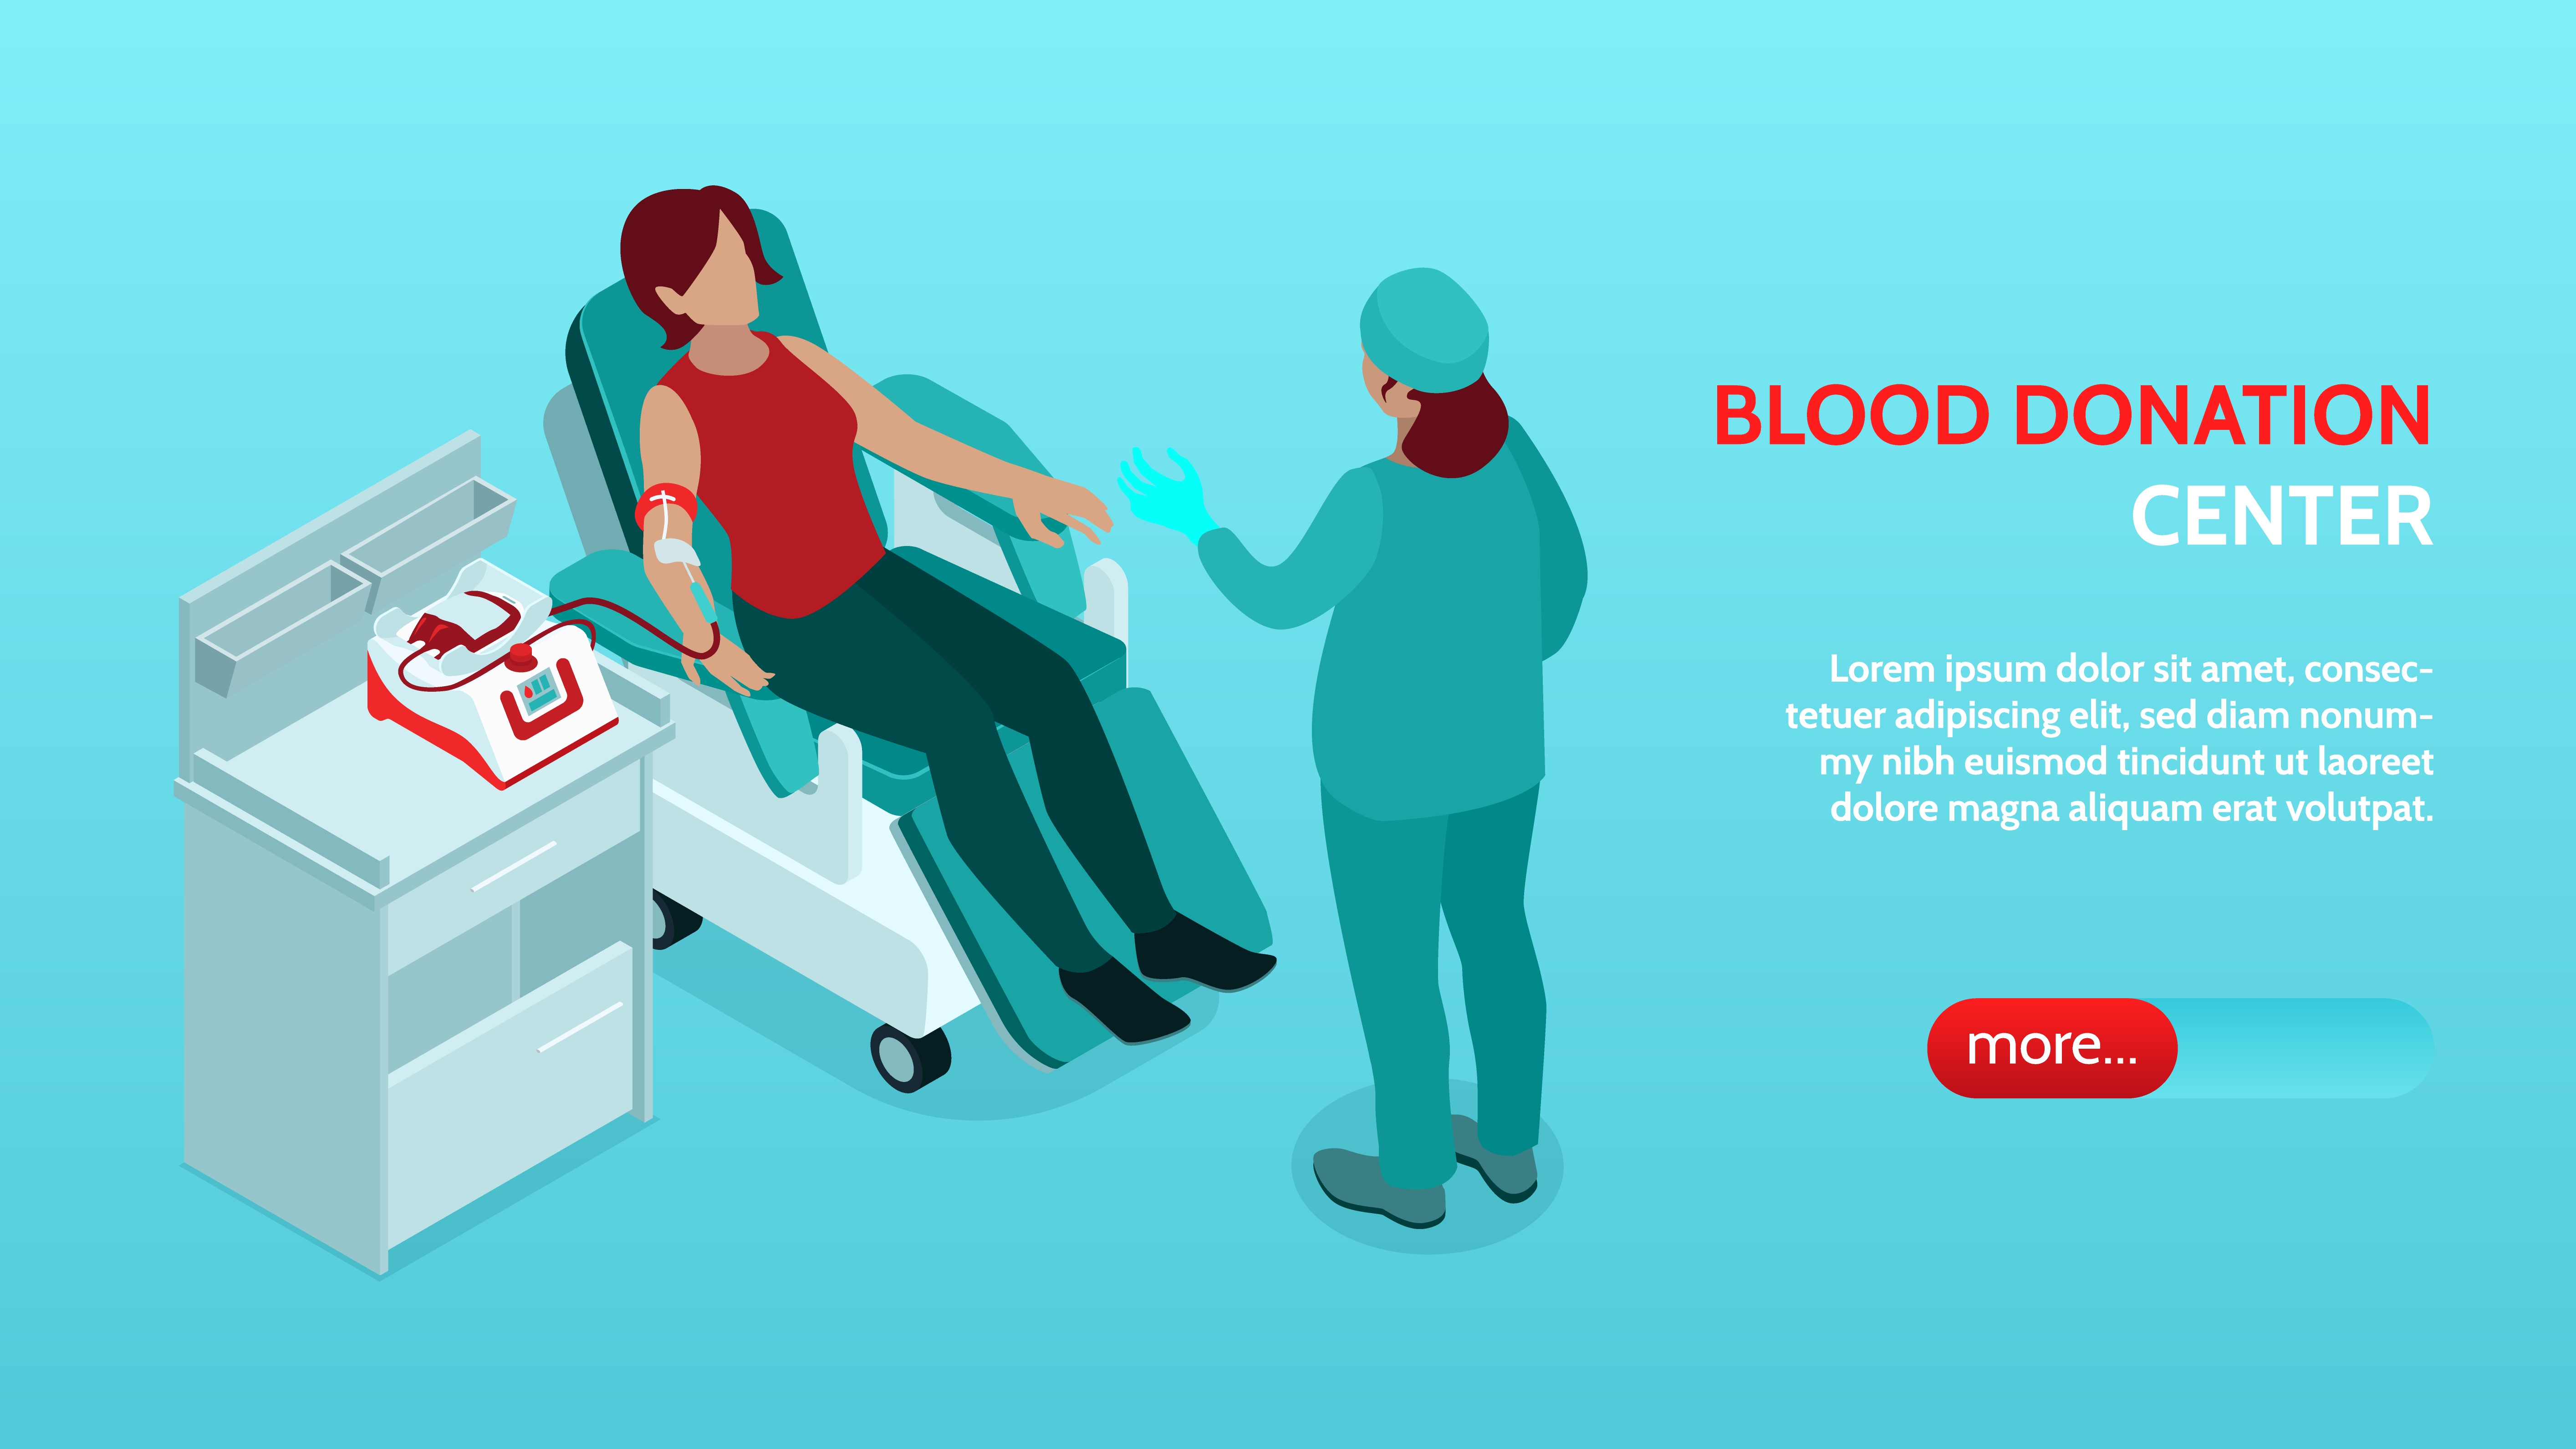 BLOOD DONATION
CENTER
Lorem ipsum dolor sit amet, consec-
tetuer adipiscing elit, sed diam nonum-
my nibh euismod tincidunt ut laoreet
dolore magna aliquam erat volutpat.
more...